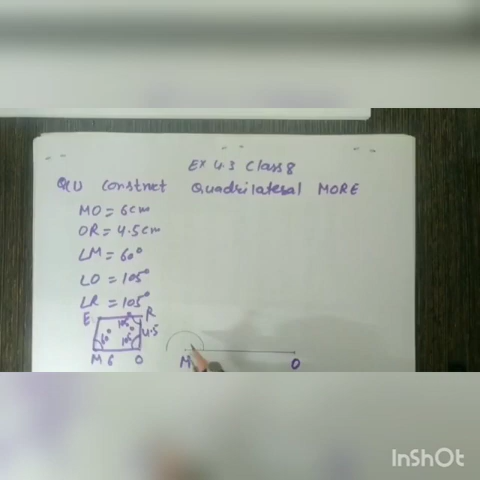 Ex 4.3 Class 8
Q(1) Construct Quadrilateral MORE
MO = 6cm
OR = 4.5cm
∠M = 60°
∠O = 105°
∠R = 105°
E R
105°
60° 105° 4.5
M 6 O
M O
InShOt